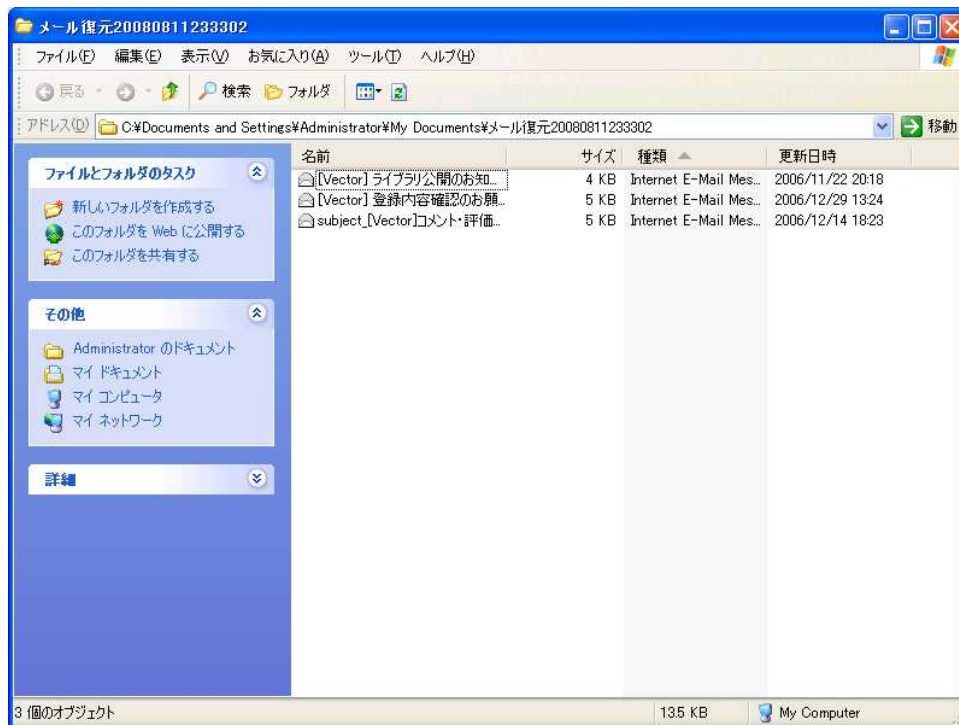 メール復元20080811233302
ファイル(F) 編集(E) 表示(V) お気に入り(A) ツール(T) ヘルプ(H)
戻る 検索 フォルダ
アドレス(D) C:¥Documents and Settings¥Administrator¥My Documents¥メール復元20080811233302 移動
ファイルとフォルダのタスク
新しいフォルダを作成する
このフォルダを Web に公開する
このフォルダを共有する
その他
Administrator のドキュメント
マイ ドキュメント
マイ コンピュータ
マイ ネットワーク
詳細
名前 サイズ 種類 更新日時
[Vector] ライブラリ公開のお知... 4 KB Internet E-Mail Mes... 2006/11/22 20:18
[Vector] 登録内容確認のお願... 5 KB Internet E-Mail Mes... 2006/12/29 13:24
subject_[Vector]コメント・評価... 5 KB Internet E-Mail Mes... 2006/12/14 18:23
3 個のオブジェクト 13.5 KB My Computer